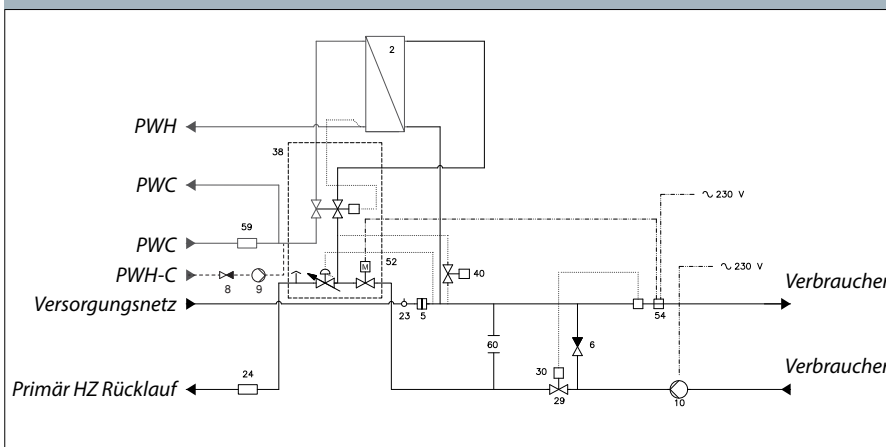 2
PWH
38
PWC
59
~ 230 V
PWC
52
PWH-C
M
40
~ 230 V
8
9
Verbraucher
Versorgungsnetz
23
5
54
60
6
Verbraucher
30
24
Primär HZ Rücklauf
29
10